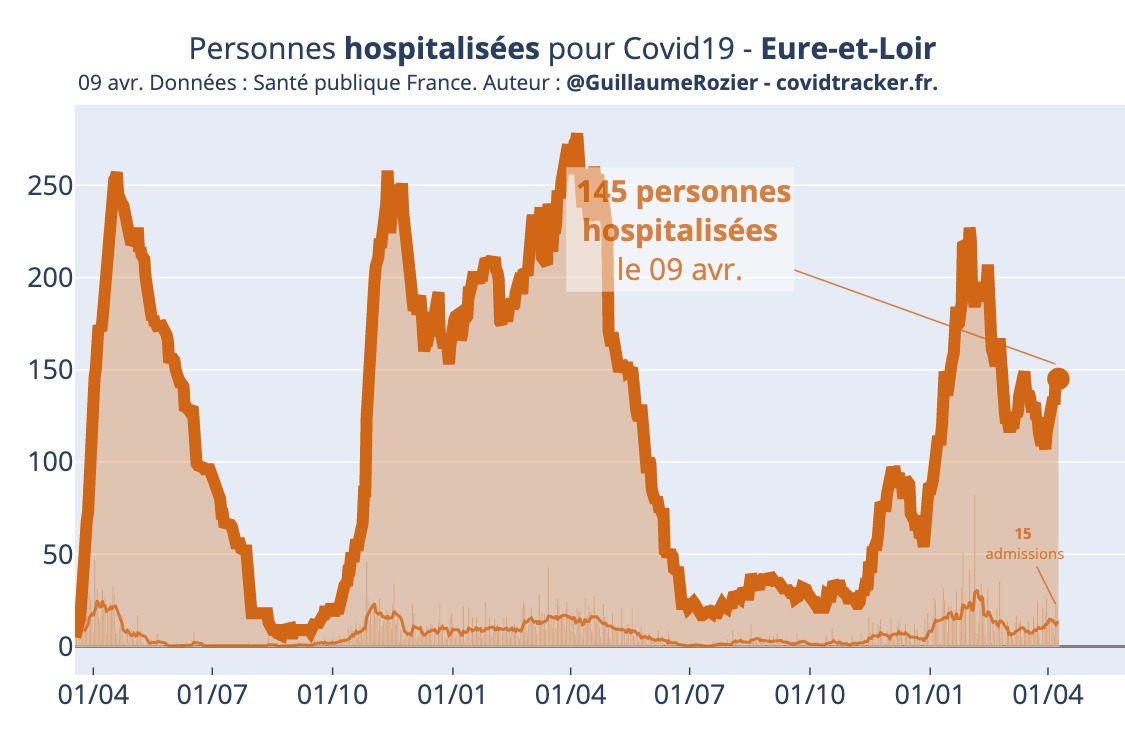 Personnes hospitalisées pour Covid19 - Eure-et-Loir
09 avr. Données : Santé publique France. Auteur : @GuillaumeRozier - covidtracker.fr.
250
200
150
100
50
0
145 personnes
hospitalisées
le 09 avr.
15
admissions
01/04
01/07
01/10
01/01
01/04
01/07
01/10
01/01
01/04